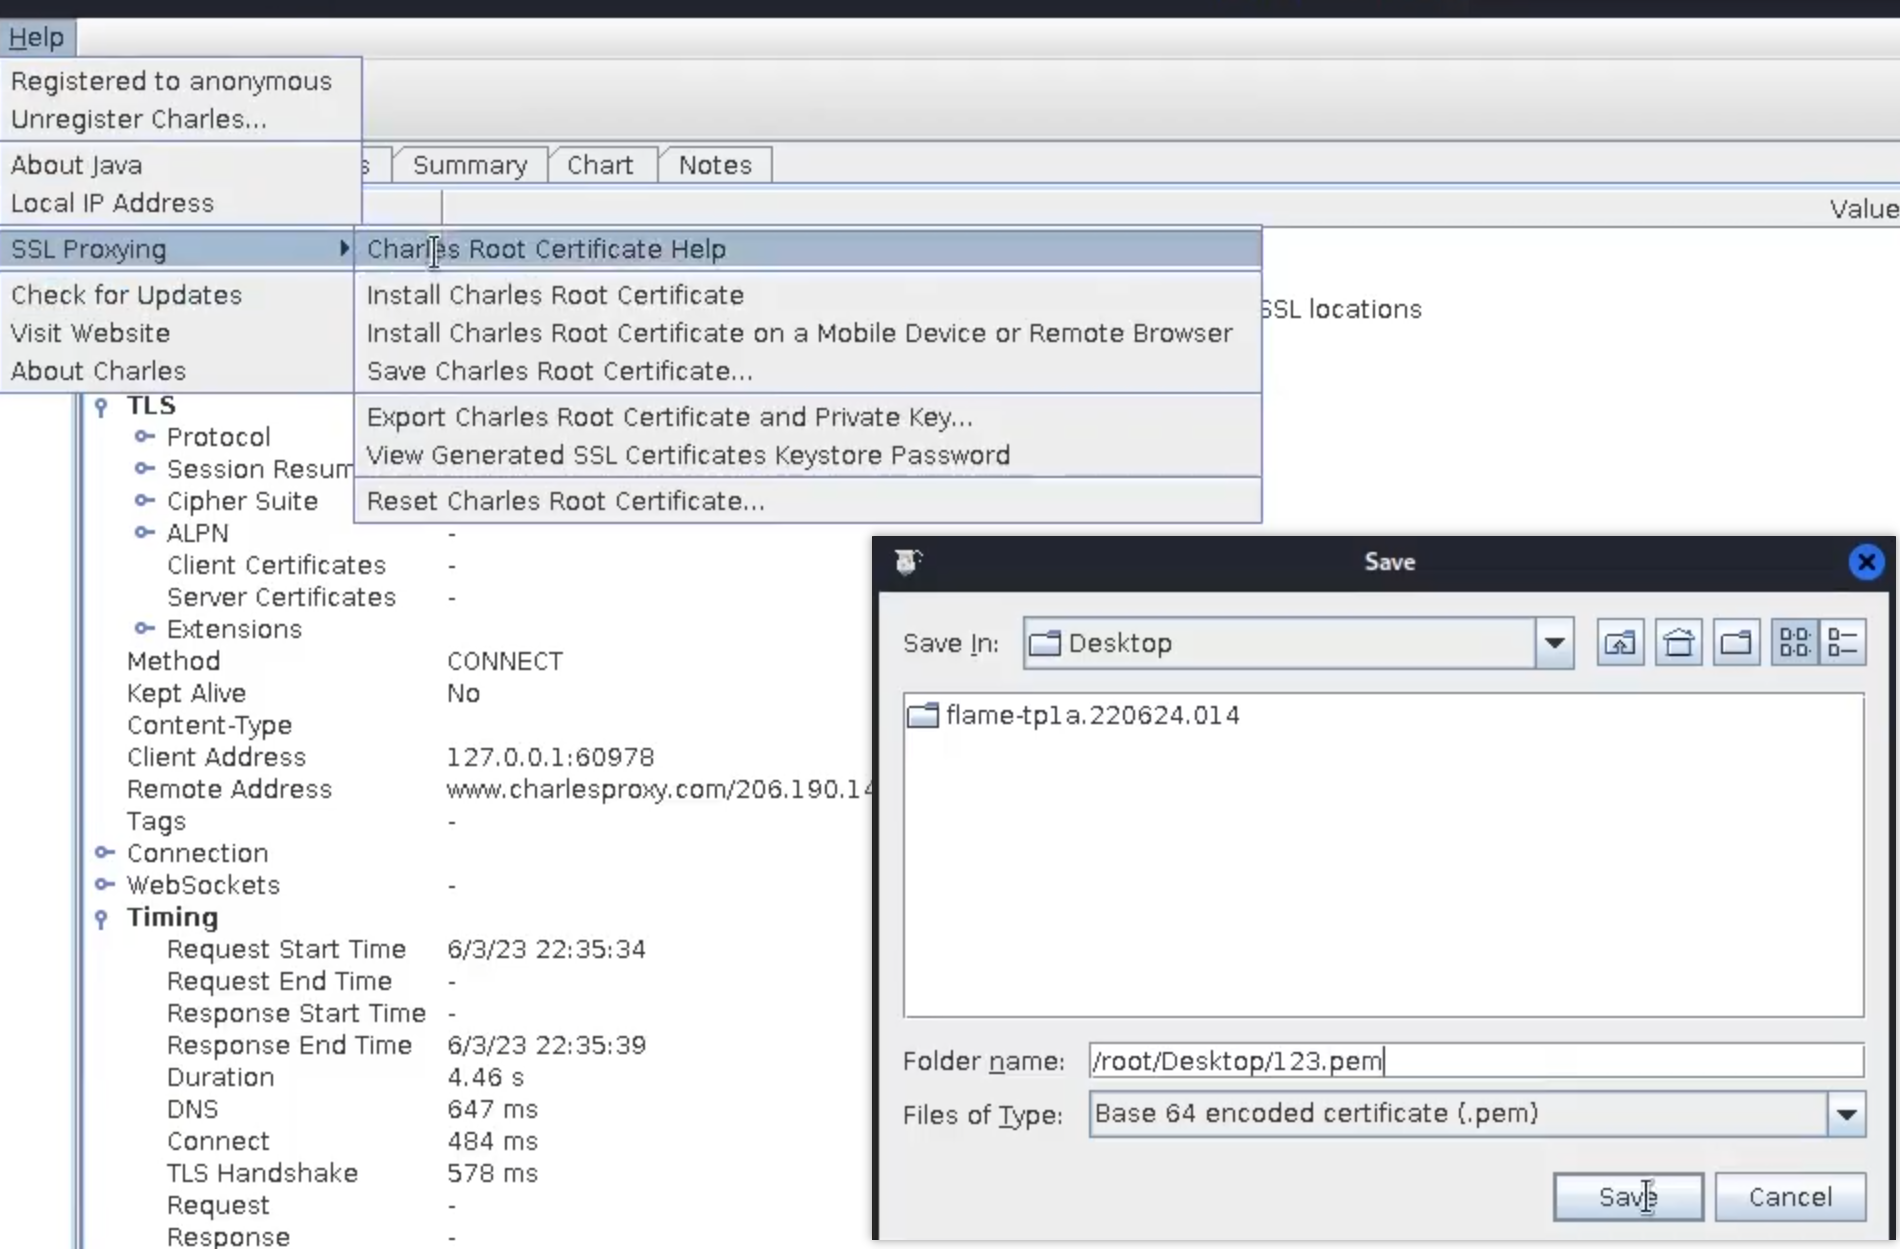 Help
Registered to anonymous
Unregister Charles...
About Java
Local IP Address
SSL Proxying
Check for Updates
Visit Website
About Charles
s Summary Chart Notes
Value
Charles Root Certificate Help
Install Charles Root Certificate
Install Charles Root Certificate on a Mobile Device or Remote Browser
Save Charles Root Certificate...
Export Charles Root Certificate and Private Key...
View Generated SSL Certificates Keystore Password
Reset Charles Root Certificate...
SSL locations
TLS
Protocol
Session Resum
Cipher Suite
ALPN -
Client Certificates -
Server Certificates -
Extensions
Method CONNECT
Kept Alive No
Content-Type
Client Address 127.0.0.1:60978
Remote Address www.charlesproxy.com/206.190.14
Tags -
Connection
WebSockets -
Timing
Request Start Time 6/3/23 22:35:34
Request End Time -
Response Start Time -
Response End Time 6/3/23 22:35:39
Duration 4.46 s
DNS 647 ms
Connect 484 ms
TLS Handshake 578 ms
Request -
Response -
Save
Save In: Desktop
flame-tp1a.220624.014
Folder name: /root/Desktop/123.pem
Files of Type: Base 64 encoded certificate (.pem)
Save Cancel